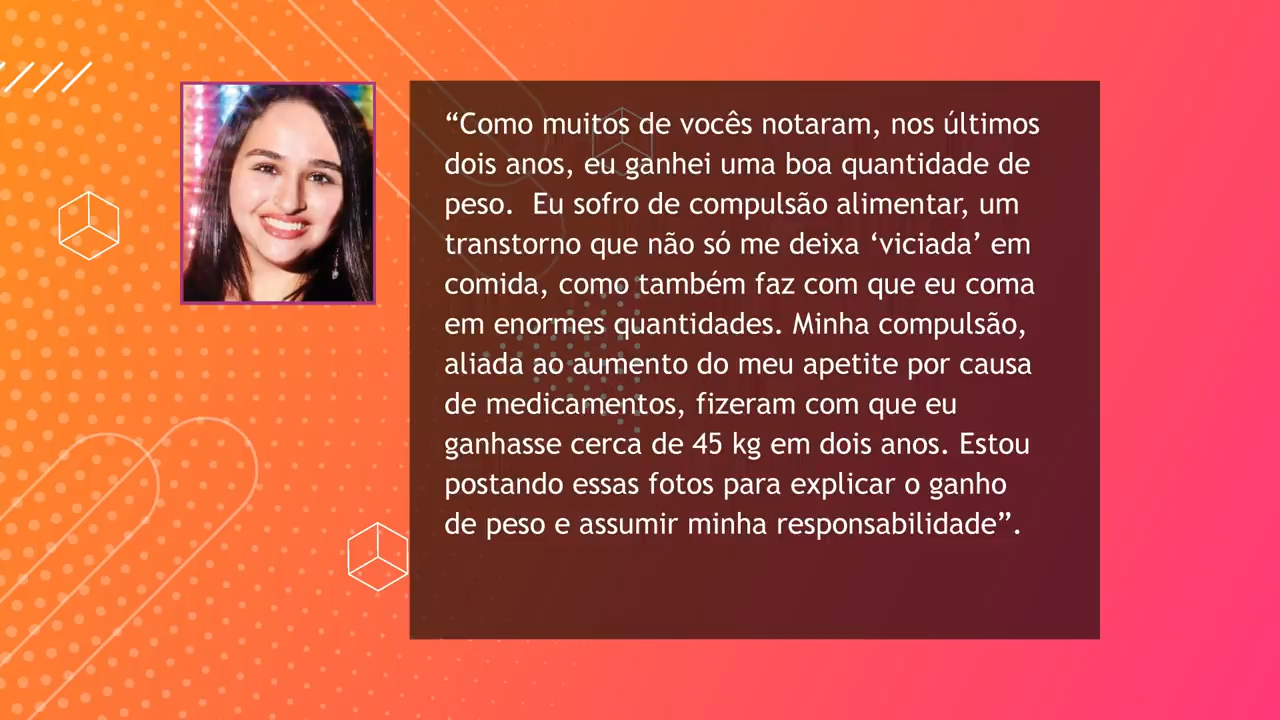 “Como muitos de vocês notaram, nos últimos
dois anos, eu ganhei uma boa quantidade de
peso.  Eu sofro de compulsão alimentar, um
transtorno que não só me deixa ‘viciada’ em
comida, como também faz com que eu coma
em enormes quantidades. Minha compulsão,
aliada ao aumento do meu apetite por causa
de medicamentos, fizeram com que eu
ganhasse cerca de 45 kg em dois anos. Estou
postando essas fotos para explicar o ganho
de peso e assumir minha responsabilidade”.